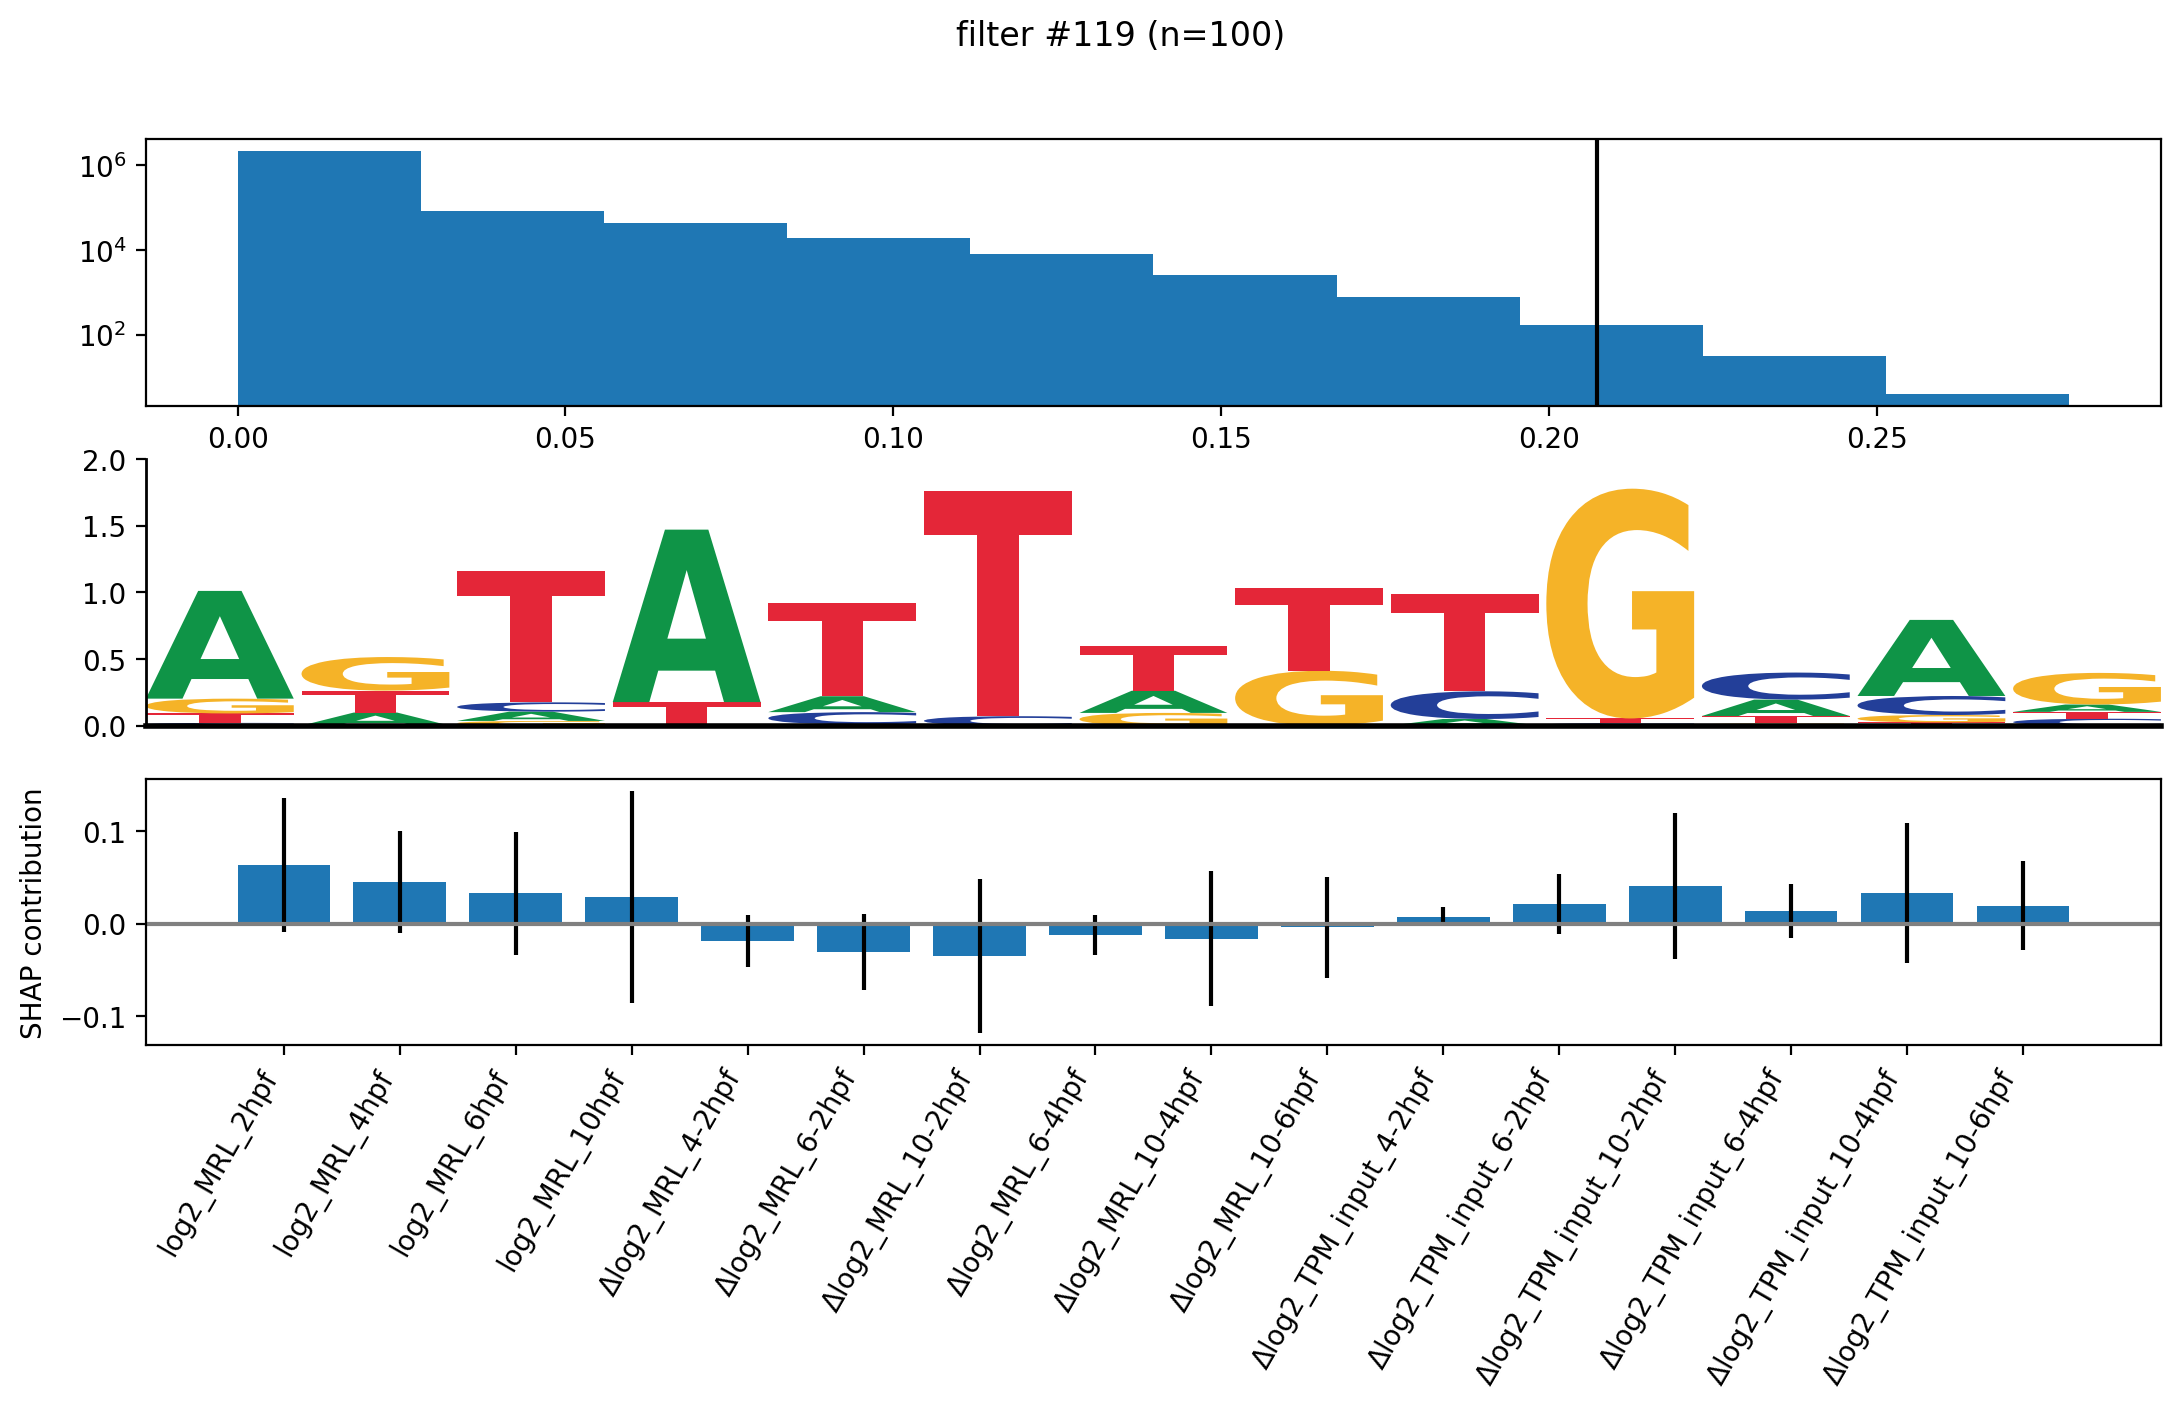 filter #119 (n=100)
10^6
10^4
10^2
0.00 0.05 0.10 0.15 0.20 0.25
2.0
1.5
1.0
0.5
0.0
A G T A T T T T T G C A G
G T C T A C A G C T A C A
T A A C G A T G T
T C
SHAP contribution
0.1
0.0
−0.1
log2_MRL_2hpf
log2_MRL_4hpf
log2_MRL_6hpf
log2_MRL_10hpf
Δlog2_MRL_4-2hpf
Δlog2_MRL_6-2hpf
Δlog2_MRL_10-2hpf
Δlog2_MRL_6-4hpf
Δlog2_MRL_10-4hpf
Δlog2_MRL_10-6hpf
Δlog2_TPM_input_4-2hpf
Δlog2_TPM_input_6-2hpf
Δlog2_TPM_input_10-2hpf
Δlog2_TPM_input_6-4hpf
Δlog2_TPM_input_10-4hpf
Δlog2_TPM_input_10-6hpf